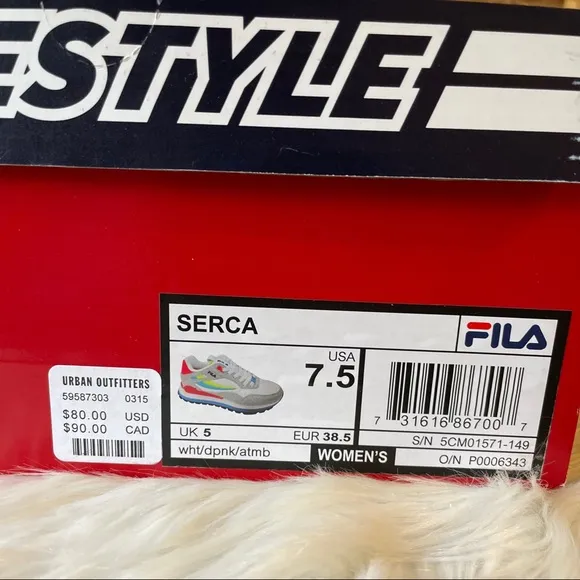 ESTYLE
SERCA
FILA
USA
7.5
UK 5
EUR 38.5
wht/dpnk/atmb
WOMEN'S
7 31616 86700 7
S/N 5CM01571-149
O/N P0006343
URBAN OUTFITTERS
59587303 0315
$80.00 USD
$90.00 CAD